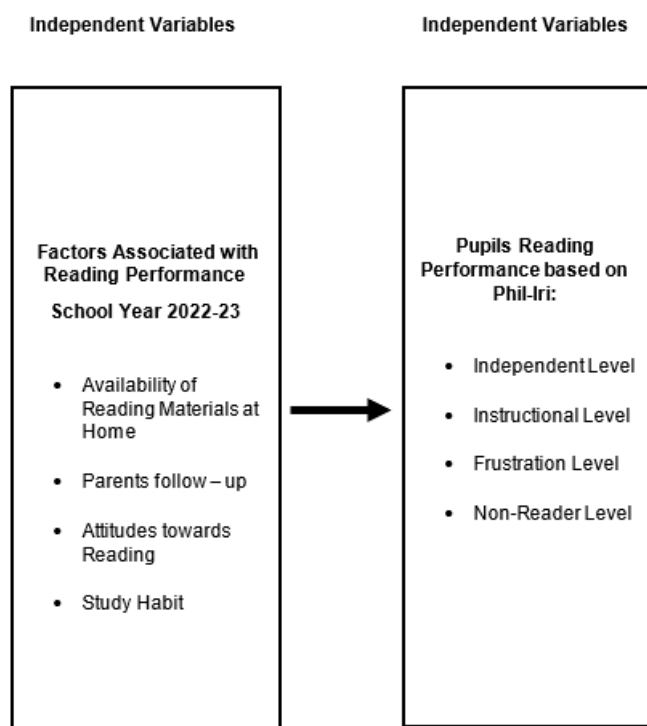 Independent Variables
Independent Variables
Factors Associated with
Reading Performance
School Year 2022-23
• Availability of
Reading Materials at
Home
• Parents follow – up
• Attitudes towards
Reading
• Study Habit
Pupils Reading
Performance based on
Phil-Iri:
• Independent Level
• Instructional Level
• Frustration Level
• Non-Reader Level